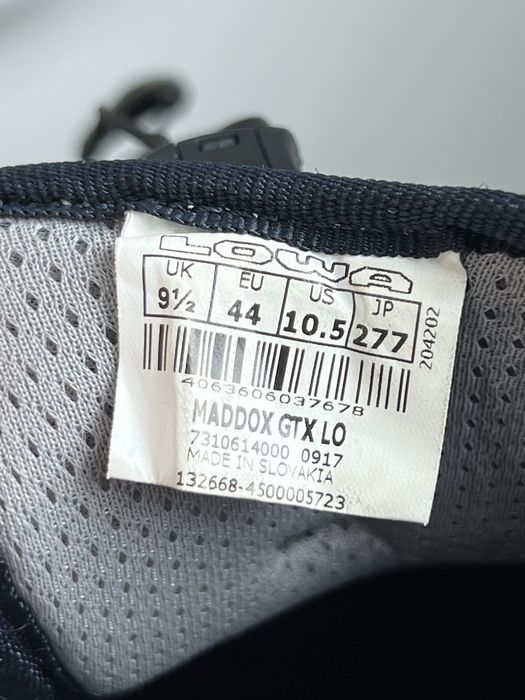 LOWA
UK EU US JP
9½ 44 10.5 277
204202
4063606037678
MADDOX GTX LO
7310614000 0917
MADE IN SLOVAKIA
132668-4500005723